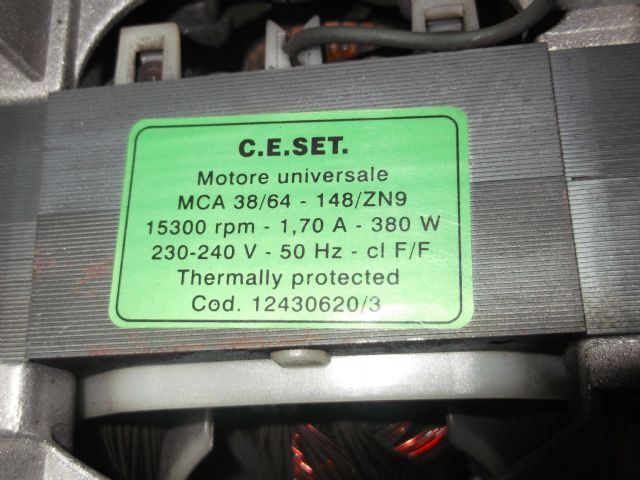 C.E.SET.
Motore universale
MCA 38/64 - 148/ZN9
15300 rpm - 1,70 A - 380 W
230-240 V - 50 Hz - cl F/F
Thermally protected
Cod. 12430620/3